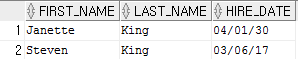 FIRST_NAME LAST_NAME HIRE_DATE
1 Janette King 04/01/30
2 Steven King 03/06/17